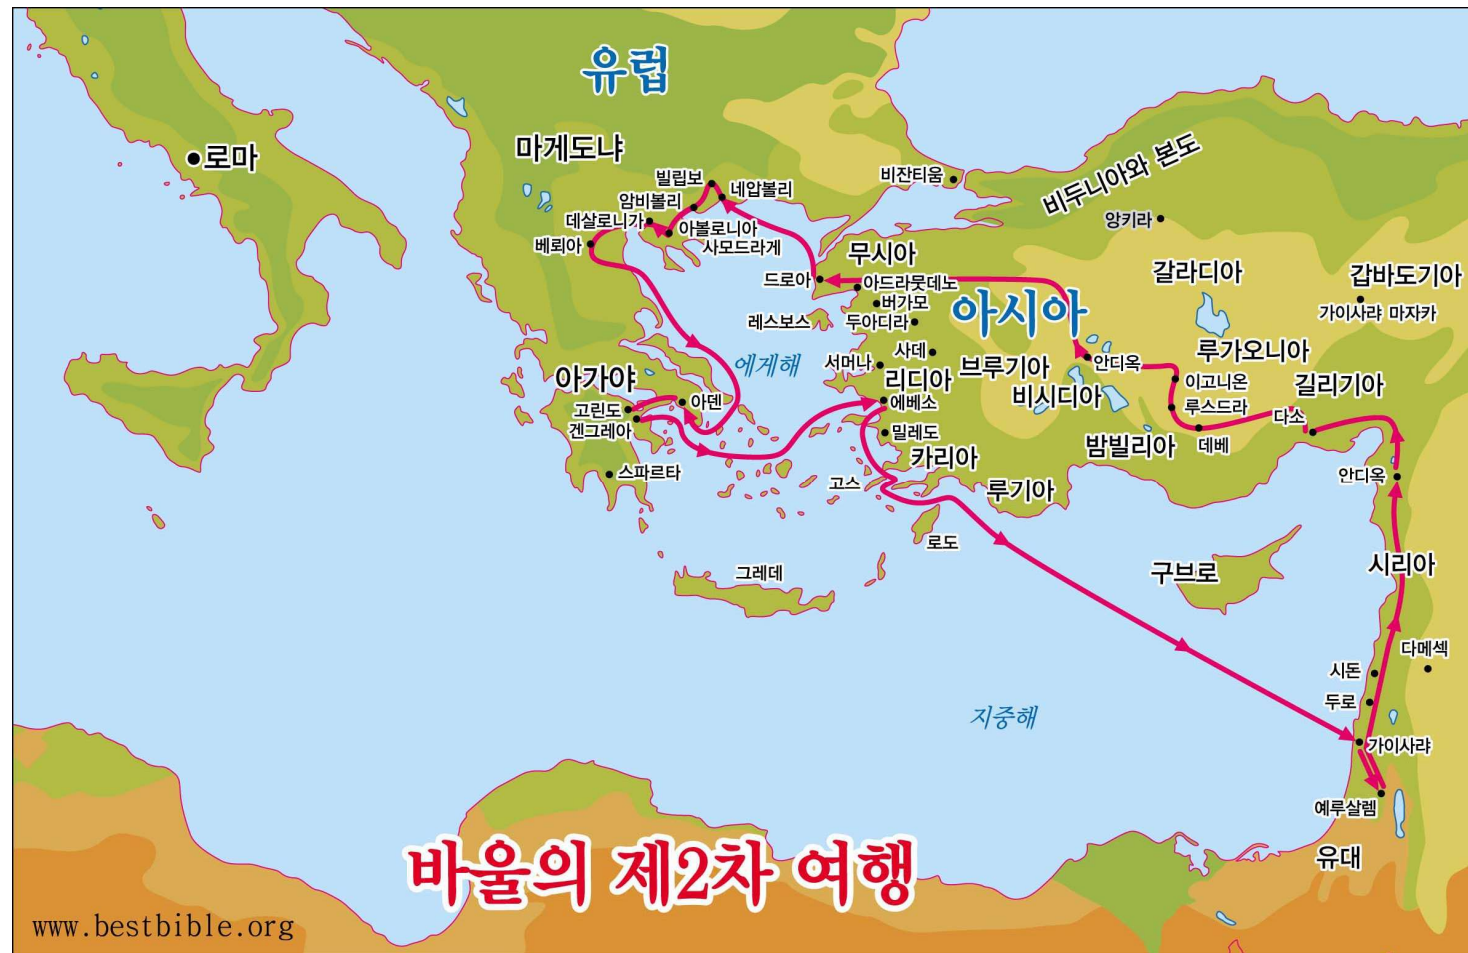 유럽
마게도냐
로마
빌립보
네압볼리
비잔티움
비두니아와 본도
암비볼리
데살로니가
아볼로니아
사모드라게
앙키라
베뢰아
무시아
갈라디아
갑바도기아
드로아
아드라뭇데노
버가모
가이사랴 마자카
아시아
레스보스
두아디라
에게해
사데
서머나
브루기아
안디옥
루가오니아
아가야
리디아
비시디아
이고니온
길리기아
고린도
아덴
에베소
루스드라
겐그레아
밀레도
다소
밤빌리아
데베
카리아
스파르타
고스
루기아
안디옥
로도
그레데
구브로
시리아
다메섹
시돈
두로
지중해
가이사랴
예루살렘
유대
바울의 제2차 여행
www.bestbible.org